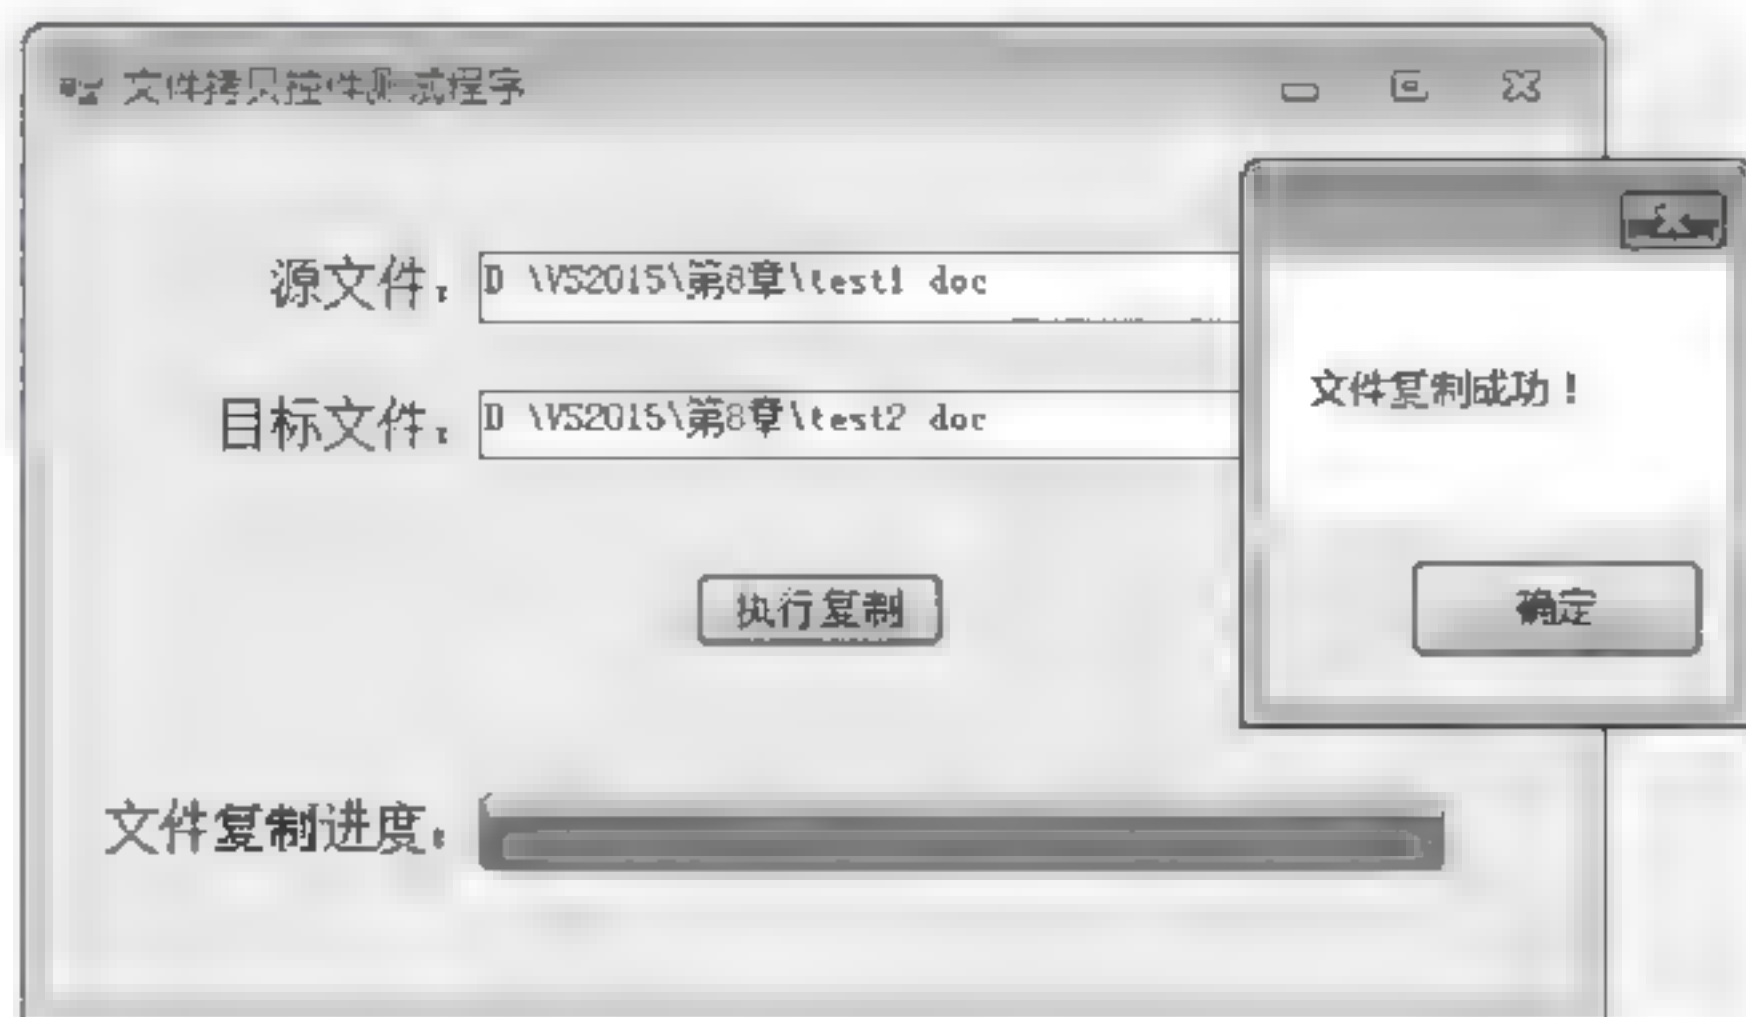 文件拷贝控件测试程序
源文件：
D:\VS2015\第8章\test1.doc
目标文件：
D:\VS2015\第8章\test2.doc
文件复制成功！
执行复制
确定
文件复制进度：